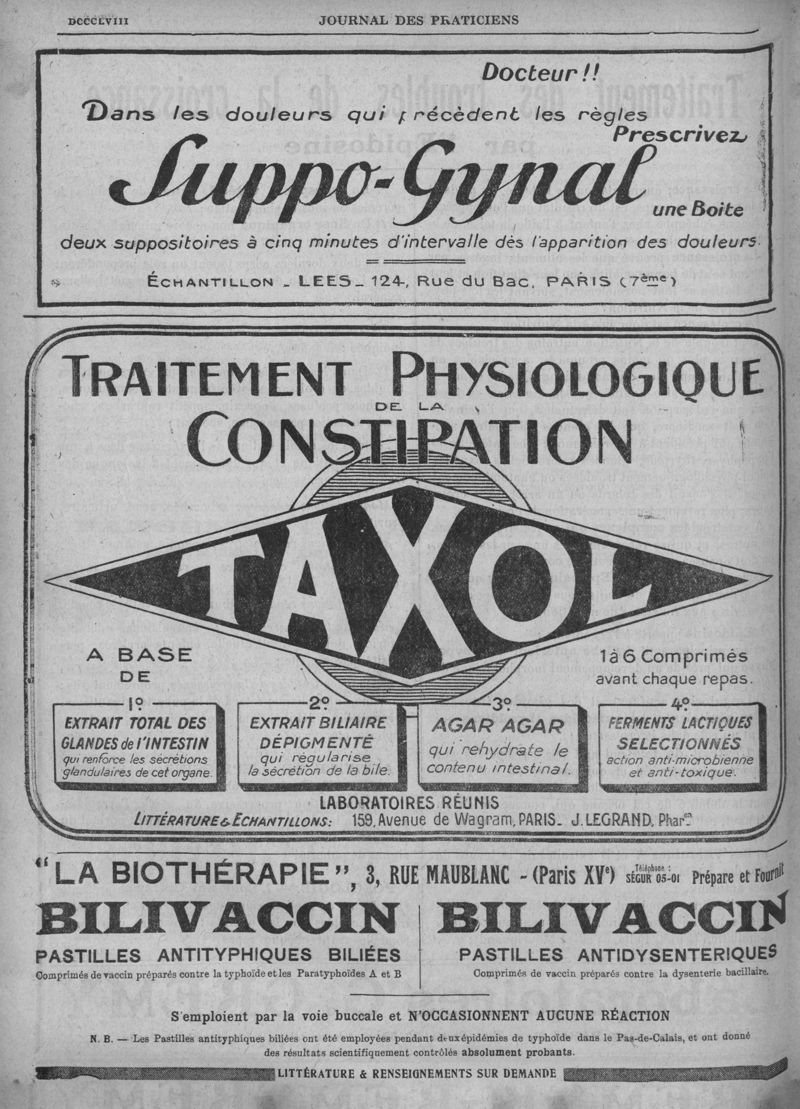 DCCCLVIII
JOURNAL DES PRATICIENS
Docteur!!
Dans les douleurs qui précèdent les règles
Prescrivez
Suppo-Gynal
une Boite
deux suppositoires à cinq minutes d'intervalle dès l'apparition des douleurs.
ÉCHANTILLON - LEES - 124, Rue du Bac, PARIS (7ème)
TRAITEMENT PHYSIOLOGIQUE
DE LA
CONSTIPATION
TAXOL
A BASE
DE
1 à 6 Comprimés
avant chaque repas.
1º
EXTRAIT TOTAL DES
GLANDES de l'INTESTIN
qui renforce les sécrétions
glandulaires de cet organe.
2º
EXTRAIT BILIAIRE
DÉPIGMENTÉ
qui régularise
la sécrétion de la bile.
3º
AGAR AGAR
qui rehydrate le
contenu intestinal.
4º
FERMENTS LACTIQUES
SELECTIONNÉS
action anti-microbienne
et anti-toxique.
LABORATOIRES RÉUNIS
LITTÉRATURE & ECHANTILLONS: 159, Avenue de Wagram, PARIS - J. LEGRAND, Pharen
"LA BIOTHÉRAPIE", 3, RUE MAUBLANC - (Paris XVe) Téléphon : SÉGUR 05-01 Prépare et Fournit
BILIVACCIN
PASTILLES ANTITYPHIQUES BILIÉES
Comprimés de vaccin préparés contre la typhoïde et les Paratyphoïdes A et B
BILIVACCIN
PASTILLES ANTIDYSENTERIQUES
Comprimés de vaccin préparés contre la dysenterie bacillaire.
S'emploient par la voie buccale et N'OCCASIONNENT AUCUNE RÉACTION
N. B. — Les Pastilles antityphiques biliées ont été employées pendant deux épidémies de typhoïde dans le Pas-de-Calais, et ont donné
des résultats scientifiquement contrôlés absolument probants.
LITTÉRATURE & RENSEIGNEMENTS SUR DEMANDE